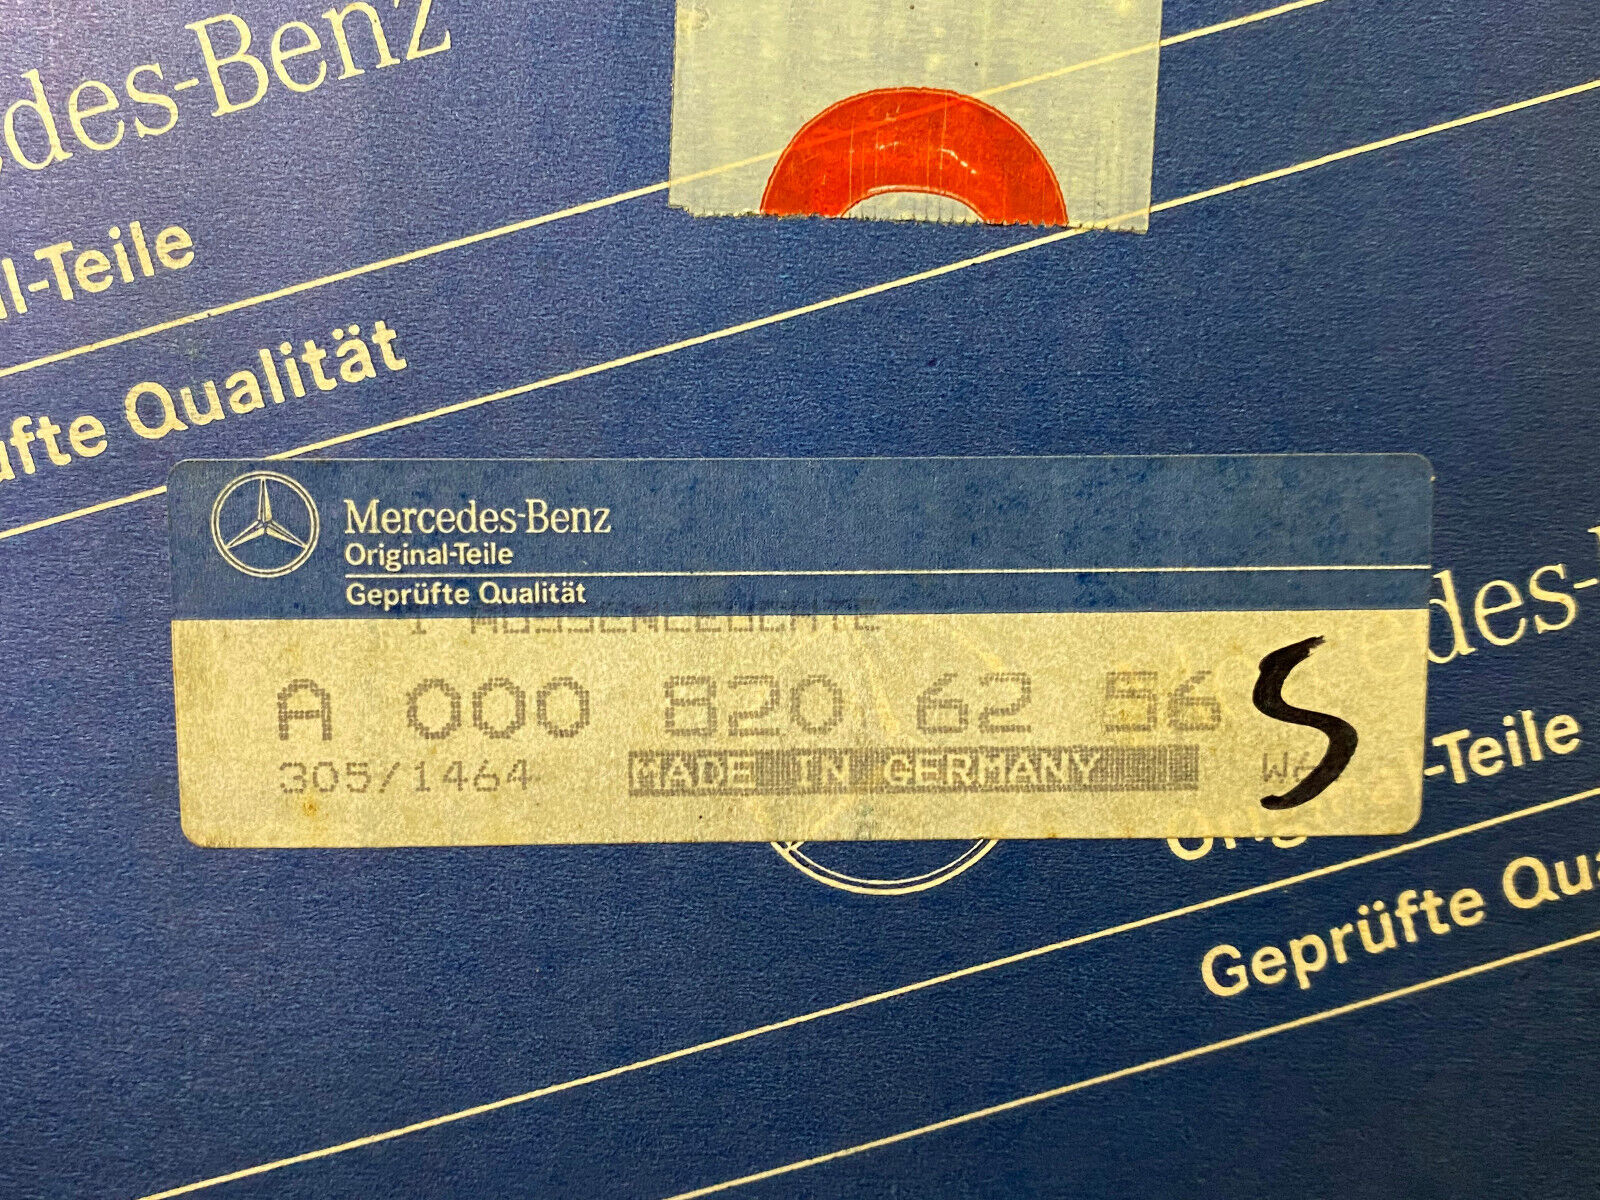 des-Benz
l-Teile
üfte Qualität
Mercedes-Benz
Original-Teile
Geprüfte Qualität
A 000 820 62 56
305/1464 MADE IN GERMANY
S
des-
-Teile
Geprüfte Qua